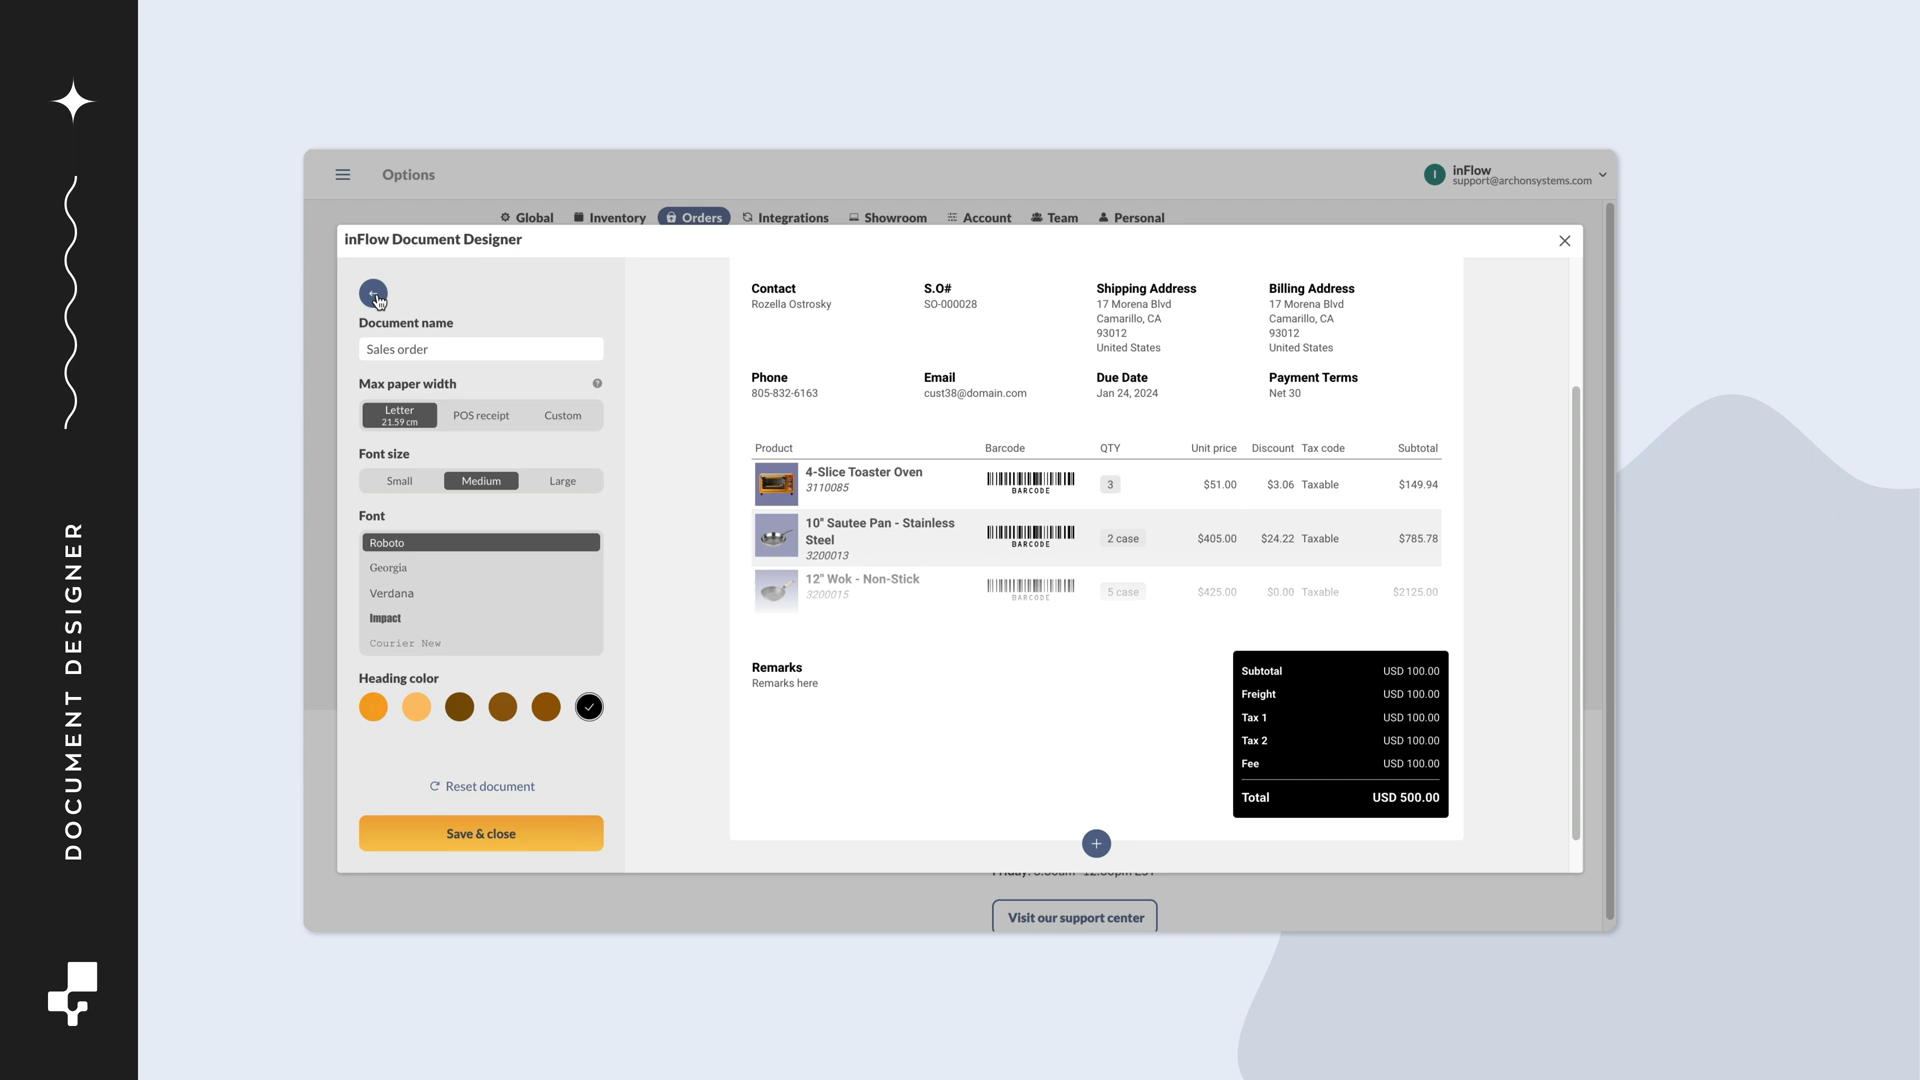 DOCUMENT DESIGNER
Options
I
inFlow
support@archonsystems.com
Global
Inventory
Orders
Integrations
Showroom
Account
Team
Personal
inFlow Document Designer
Document name
Sales order
Max paper width
?
Letter
21.59 cm
POS receipt
Custom
Font size
Small
Medium
Large
Font
Roboto
Georgia
Verdana
Impact
Courier New
Heading color
Reset document
Save & close
Contact
Rozella Ostrosky
S.O#
SO-000028
Shipping Address
17 Morena Blvd
Camarillo, CA
93012
United States
Billing Address
17 Morena Blvd
Camarillo, CA
93012
United States
Phone
805-832-6163
Email
cust38@domain.com
Due Date
Jan 24, 2024
Payment Terms
Net 30
Product Barcode QTY Unit price Discount Tax code Subtotal
4-Slice Toaster Oven
3110085
BARCODE
3 $51.00 $3.06 Taxable $149.94
10" Sautee Pan - Stainless
Steel
3200013
BARCODE
2 case $405.00 $24.22 Taxable $785.78
12" Wok - Non-Stick
3200015
BARCODE
5 case $425.00 $0.00 Taxable $2125.00
Remarks
Remarks here
Subtotal USD 100.00
Freight USD 100.00
Tax 1 USD 100.00
Tax 2 USD 100.00
Fee USD 100.00
Total USD 500.00
Visit our support center